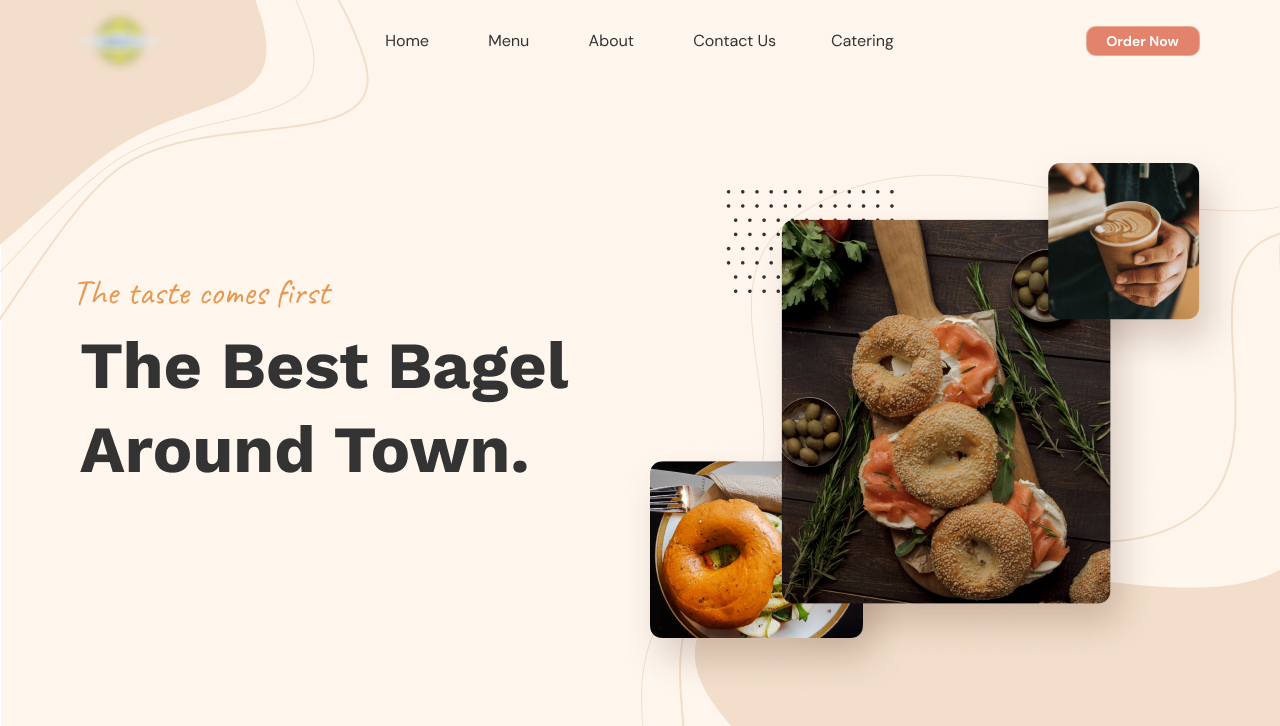 Home Menu About Contact Us Catering Order Now
The taste comes first
The Best Bagel
Around Town.